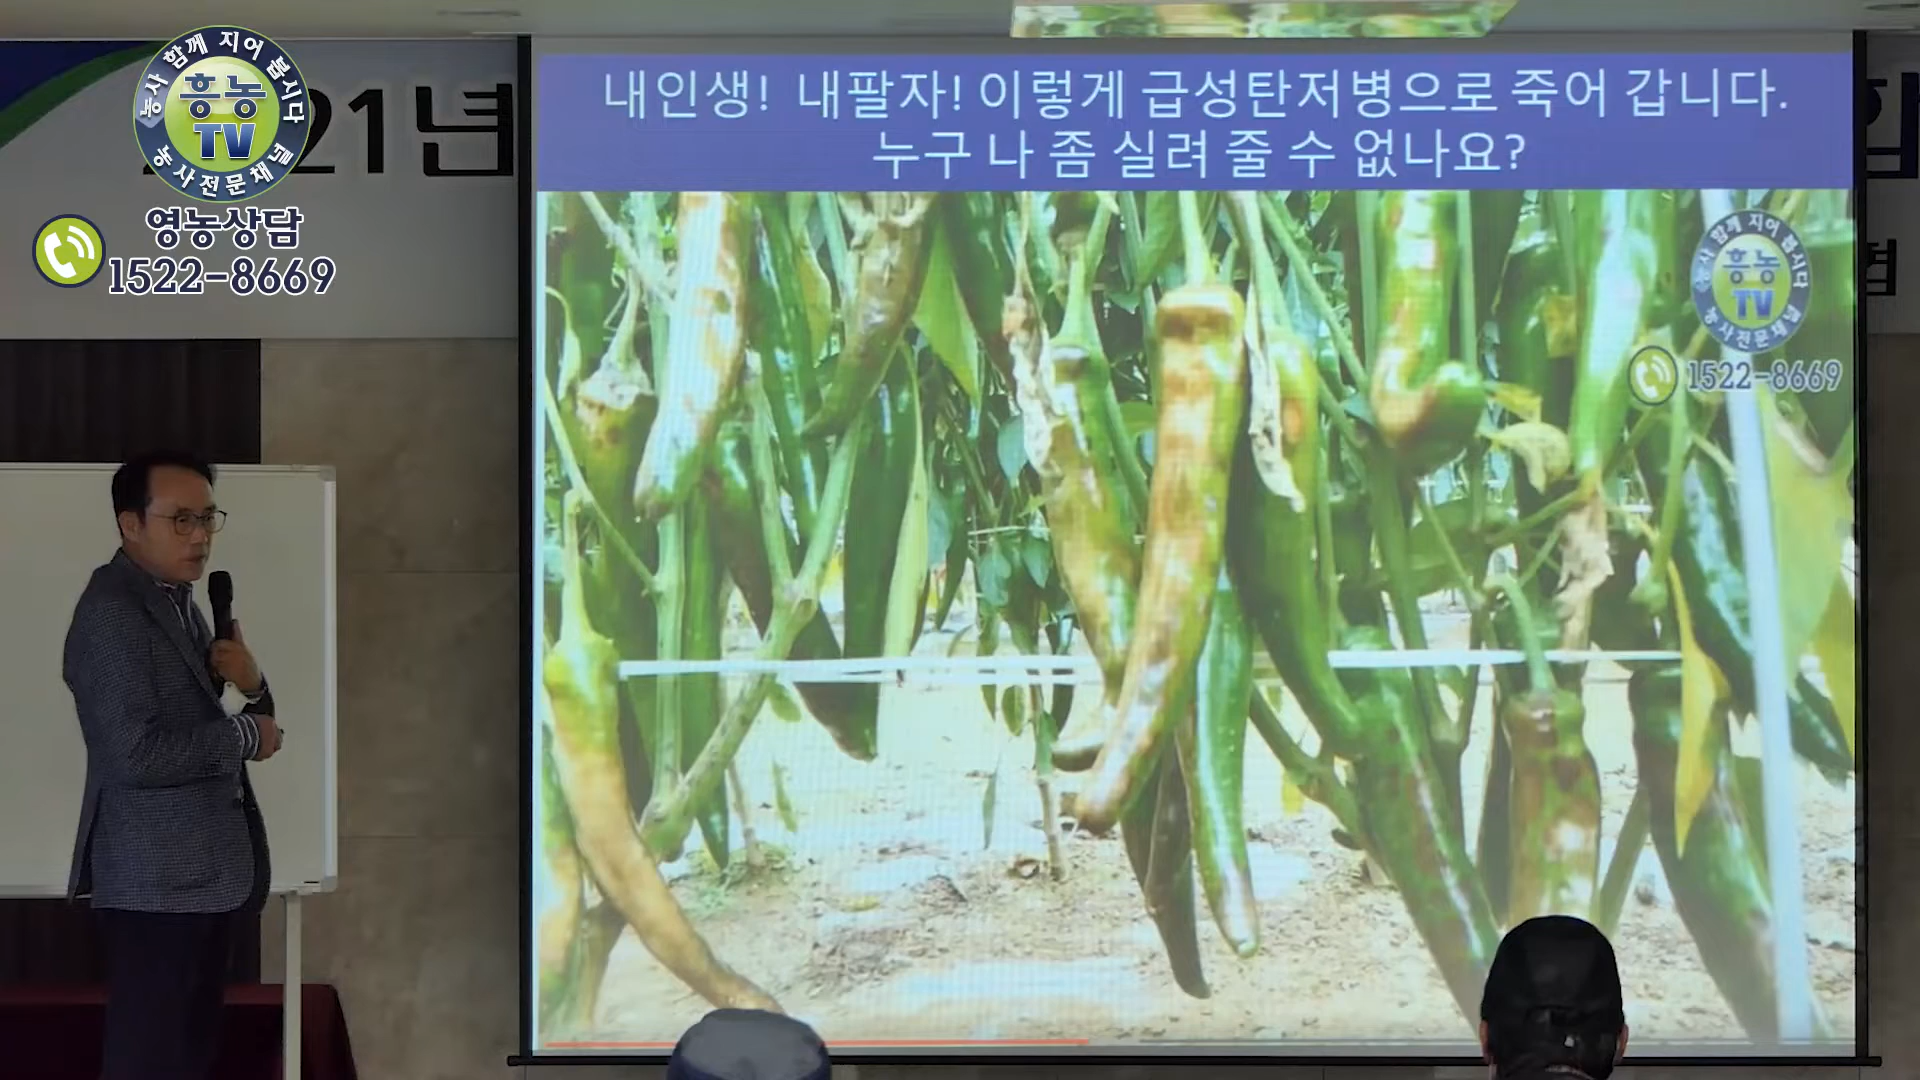 농사 함께 지어 봅시다
흥농
TV
농사전문채널
영농상담
1522-8669
21년
내인생! 내팔자! 이렇게 급성탄저병으로 죽어 갑니다.
누구 나 좀 실려 줄 수 없나요?
농사 함께 지어 봅시다
흥농
TV
농사전문채널
1522-8669